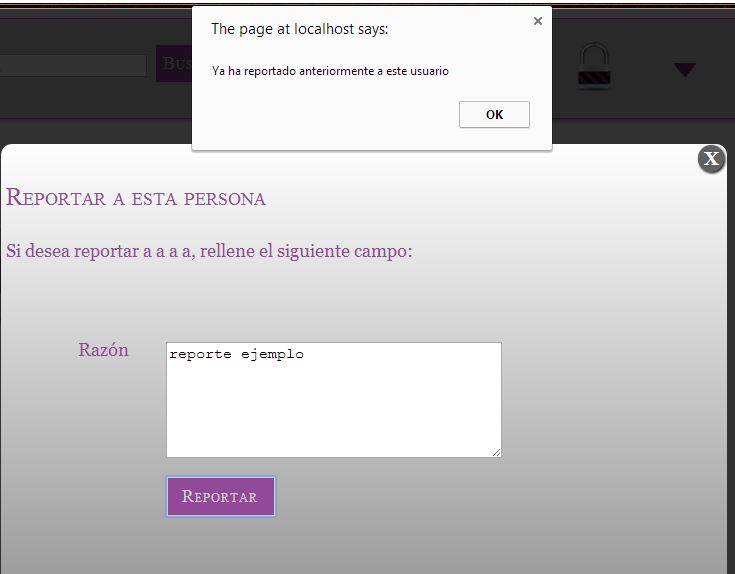 The page at localhost says:
Ya ha reportado anteriormente a este usuario
OK
X
Reportar a esta persona
Si desea reportar a a a a, rellene el siguiente campo:
Razón
reporte ejemplo
Reportar